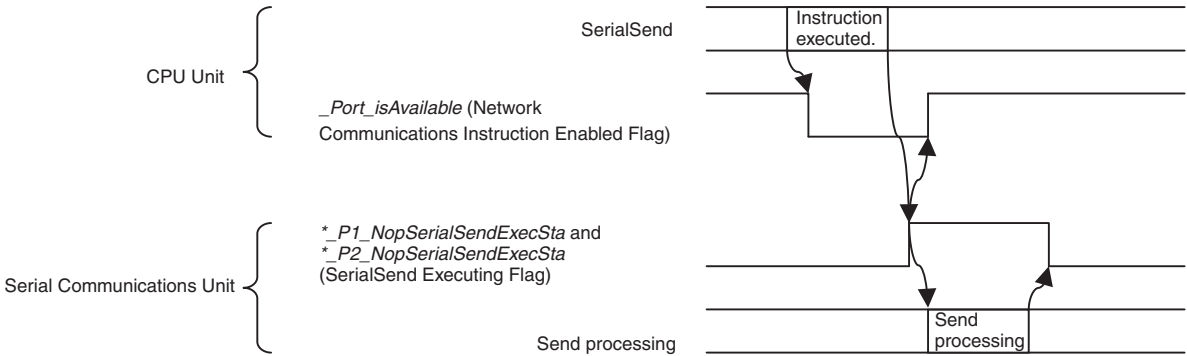 SerialSend
Instruction
executed.
CPU Unit
_Port_isAvailable (Network
Communications Instruction Enabled Flag)
*_P1_NopSerialSendExecSta and
*_P2_NopSerialSendExecSta
(SerialSend Executing Flag)
Serial Communications Unit
Send processing
Send
processing